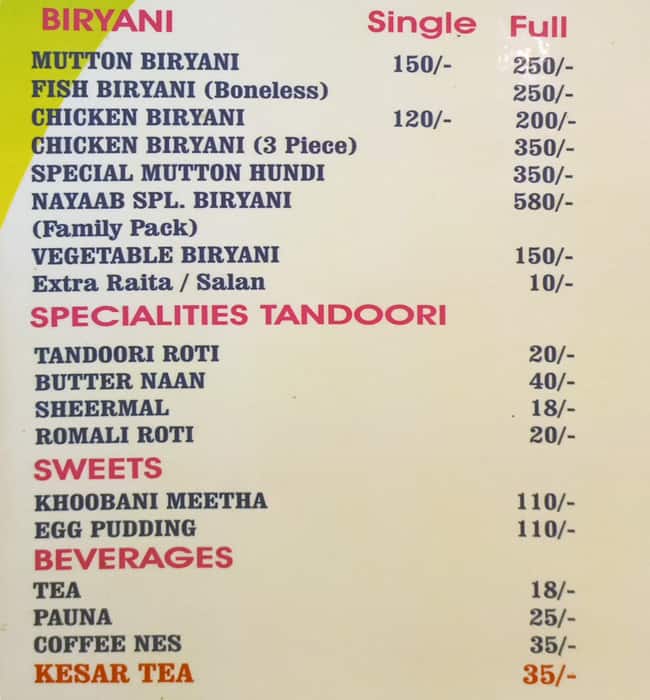 BIRYANI Single Full
MUTTON BIRYANI 150/- 250/-
FISH BIRYANI (Boneless) 250/-
CHICKEN BIRYANI 120/- 200/-
CHICKEN BIRYANI (3 Piece) 350/-
SPECIAL MUTTON HUNDI 350/-
NAYAAB SPL. BIRYANI 580/-
(Family Pack)
VEGETABLE BIRYANI 150/-
Extra Raita / Salan 10/-
SPECIALITIES TANDOORI
TANDOORI ROTI 20/-
BUTTER NAAN 40/-
SHEERMAL 18/-
ROMALI ROTI 20/-
SWEETS
KHOOBANI MEETHA 110/-
EGG PUDDING 110/-
BEVERAGES
TEA 18/-
PAUNA 25/-
COFFEE NES 35/-
KESAR TEA 35/-